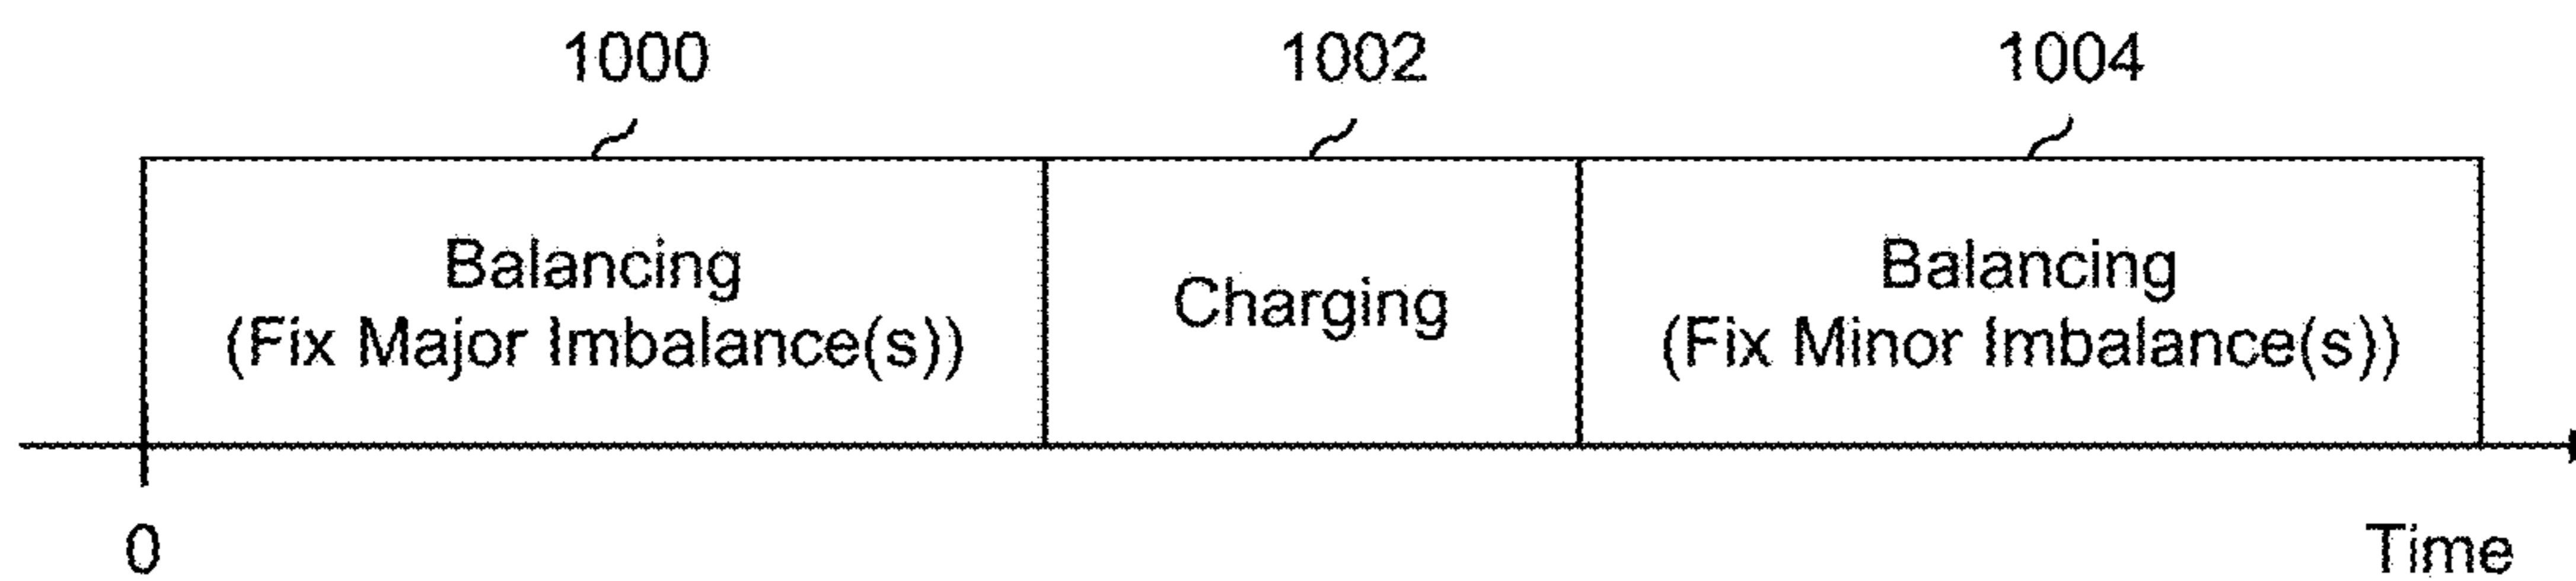 1000 1002 1004
Balancing
(Fix Major Imbalance(s))
Charging
Balancing
(Fix Minor Imbalance(s))
0 Time